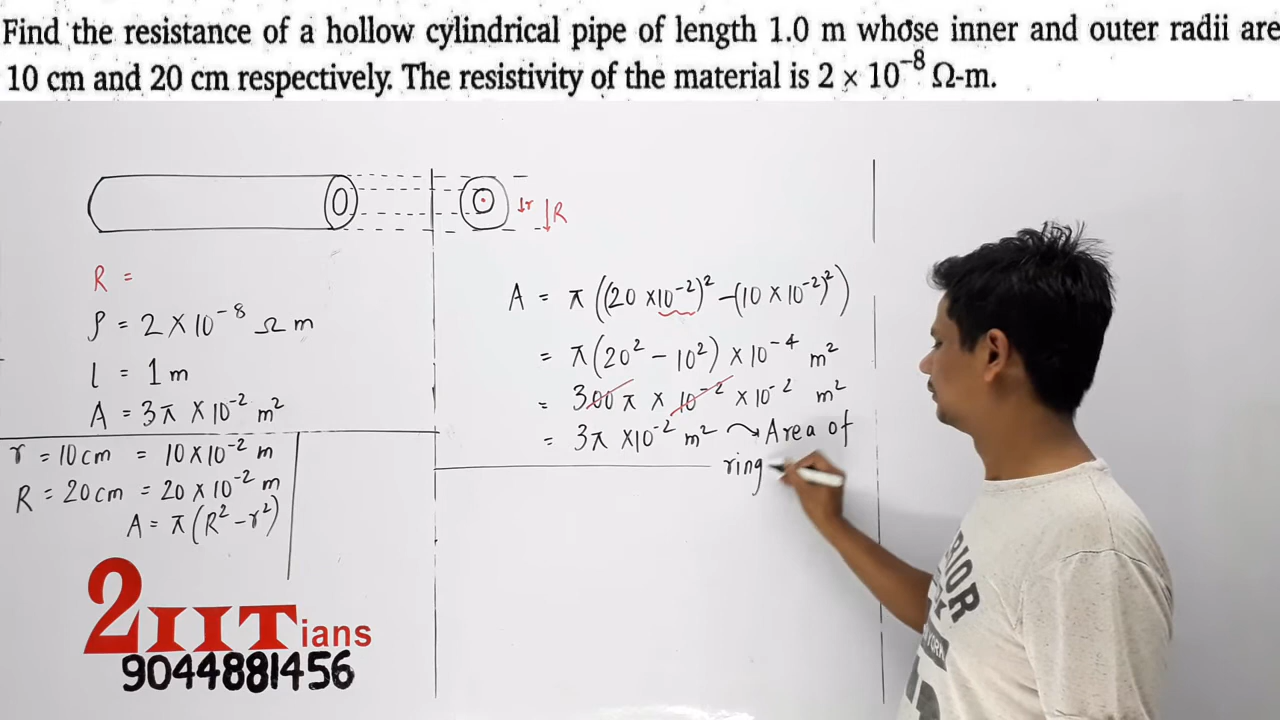 Find the resistance of a hollow cylindrical pipe of length 1.0 m whose inner and outer radii are
10 cm and 20 cm respectively. The resistivity of the material is 2 × 10⁻⁸ Ω-m.
r
R
R =
ρ = 2 × 10⁻⁸ Ω m
l = 1 m
A = 3π × 10⁻² m²
r = 10 cm = 10 × 10⁻² m
R = 20 cm = 20 × 10⁻² m
A = π(R² - r²)
A = π((20 × 10⁻²)² - (10 × 10⁻²)²)
= π(20² - 10²) × 10⁻⁴ m²
= 300π × 10⁻² × 10⁻² m²
= 3π × 10⁻² m² → Area of
ring
2IITians
9044881456